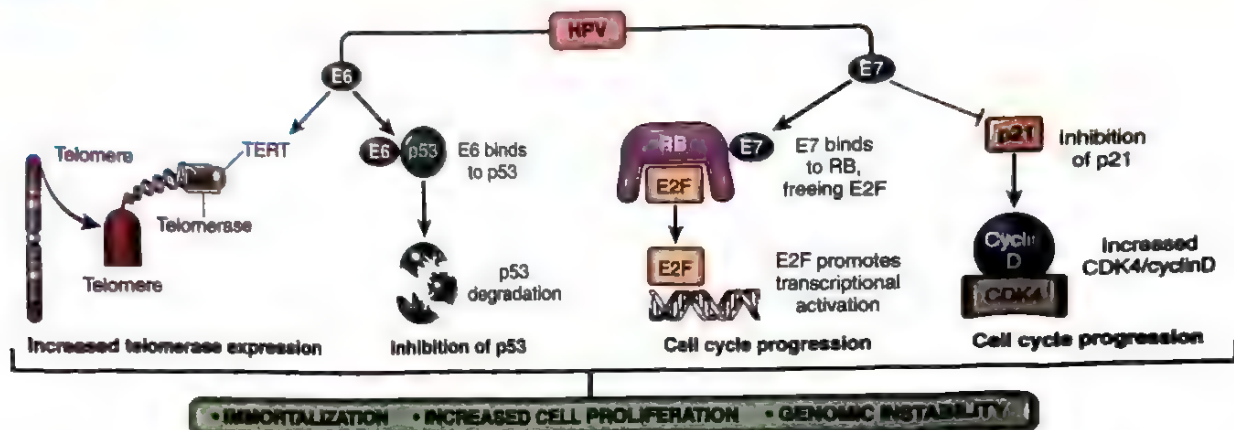 HPV
E6
E7
Telomere
TERT
Telomerase
Telomere
Increased telomerase expression
E6
p53
E6 binds
to p53
p53
degradation
Inhibition of p53
RB
E7
E2F
E7 binds
to RB,
freeing E2F
E2F
E2F promotes
transcriptional
activation
Cell cycle progression
p21
Inhibition
of p21
Cyclin
D
CDK4
Increased
CDK4/cyclinD
Cell cycle progression
• IMMORTALIZATION • INCREASED CELL PROLIFERATION • GENOMIC INSTABILITY